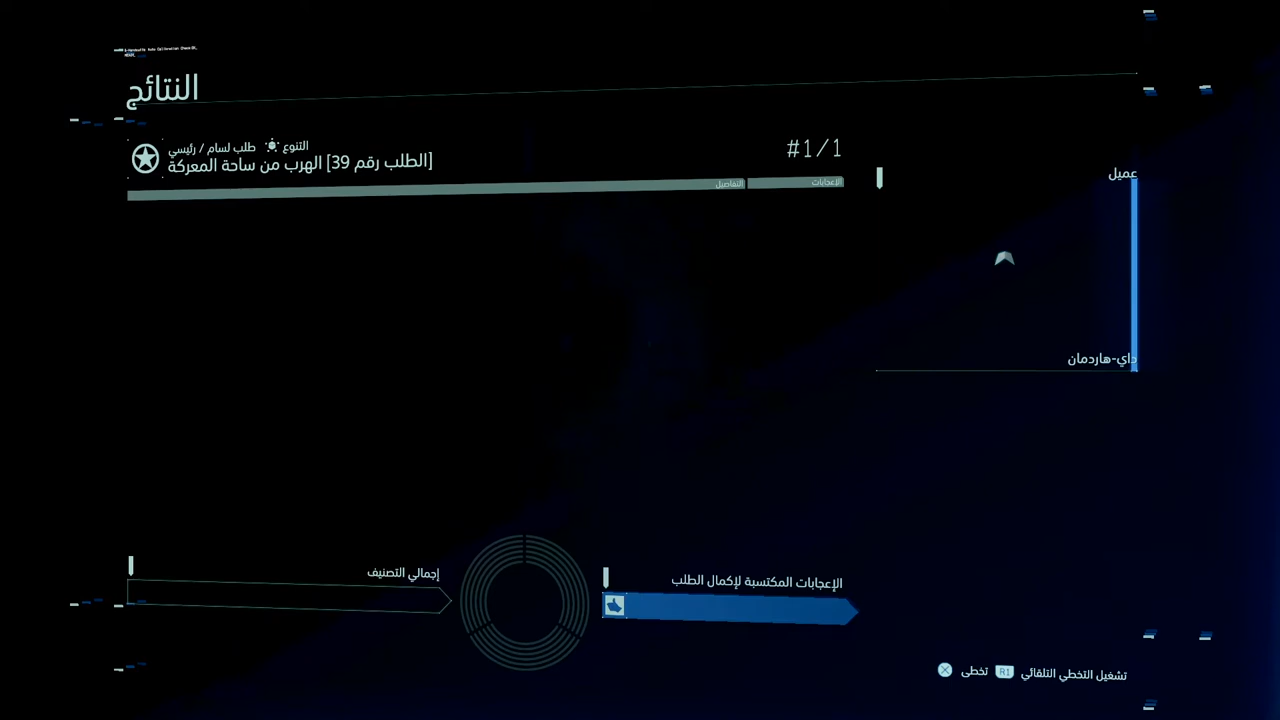 النتائج
طلب لسام / رئيسي التنوع
[الطلب رقم 39] الهرب من ساحة المعركة
#1/1
التفاصيل
الإعجابات
عميل
داي-هاردمان
إجمالي التصنيف
الإعجابات المكتسبة لإكمال الطلب
تخطى
R1 تشغيل التخطي التلقائي